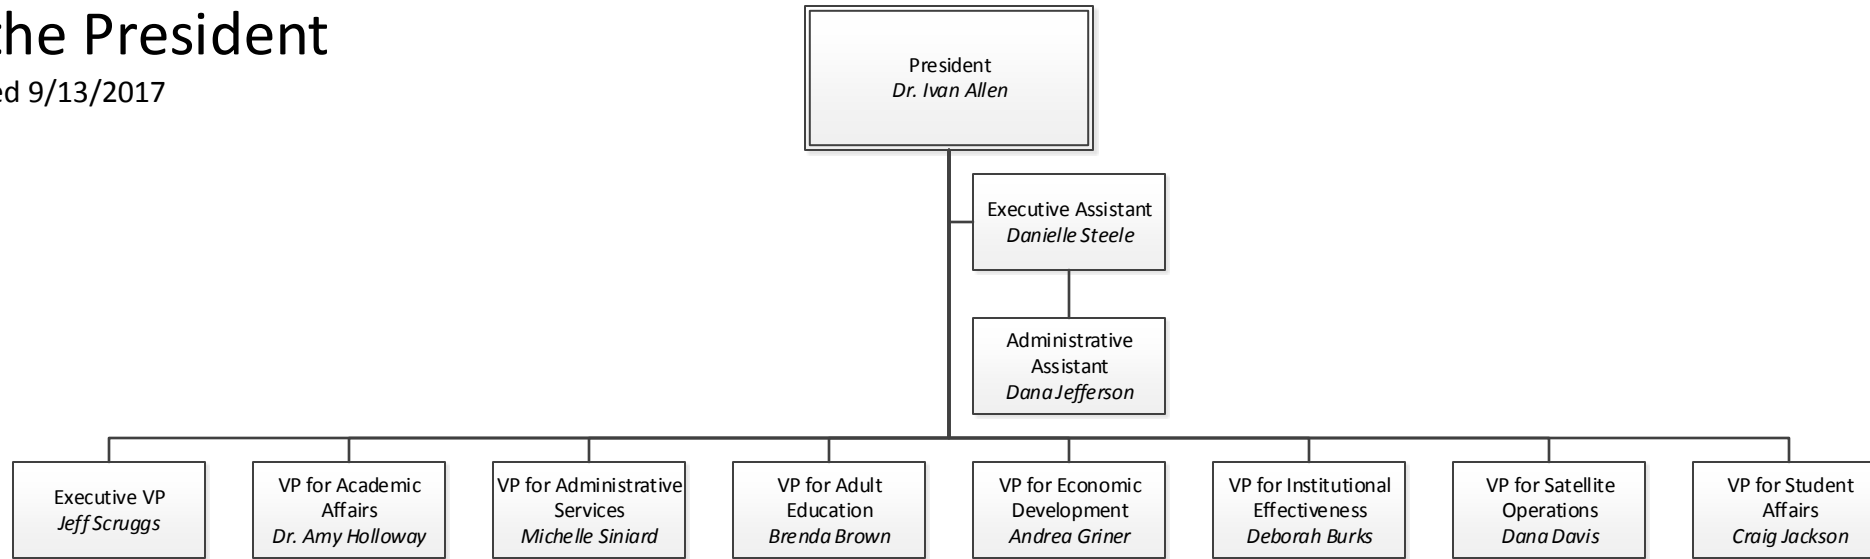 the President
ed 9/13/2017
President
Dr. Ivan Allen
Executive Assistant
Danielle Steele
Administrative
Assistant
Dana Jefferson
Executive VP
Jeff Scruggs
VP for Academic
Affairs
Dr. Amy Holloway
VP for Administrative
Services
Michelle Siniard
VP for Adult
Education
Brenda Brown
VP for Economic
Development
Andrea Griner
VP for Institutional
Effectiveness
Deborah Burks
VP for Satellite
Operations
Dana Davis
VP for Student
Affairs
Craig Jackson